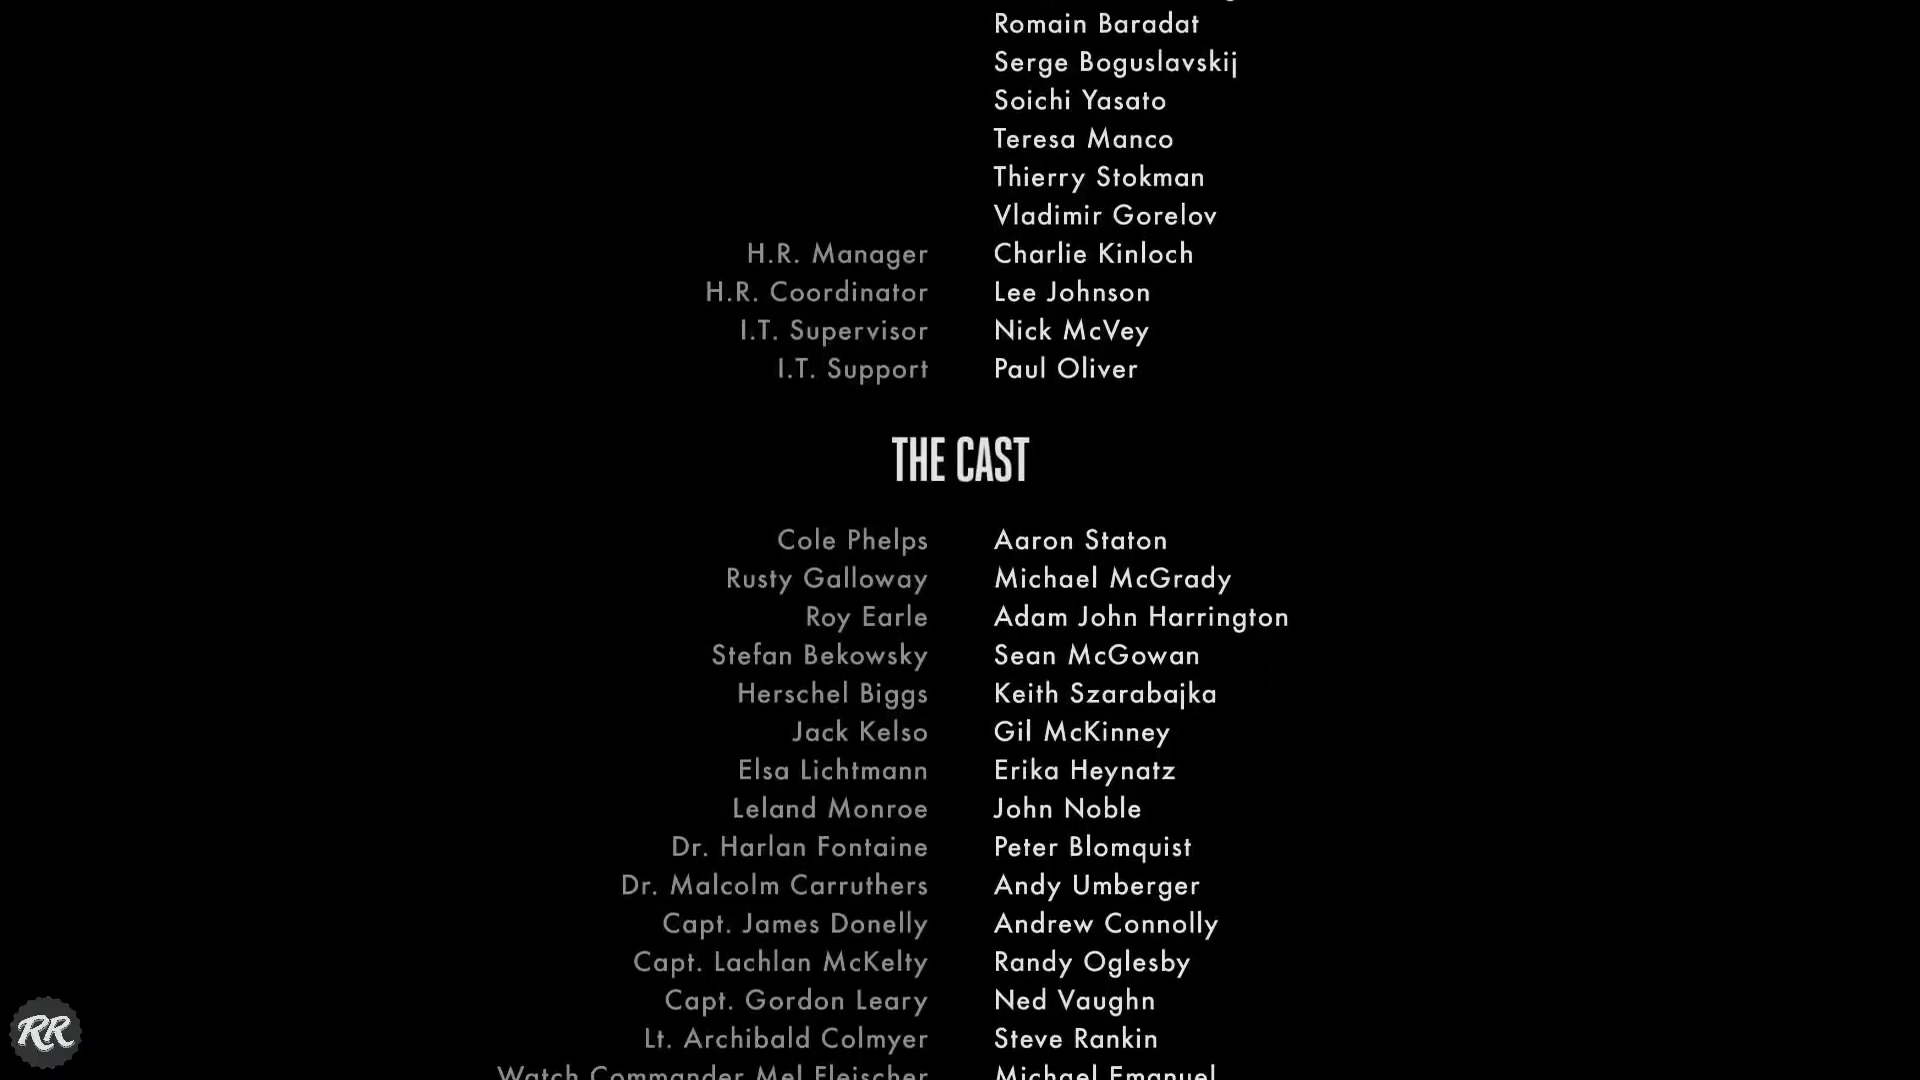 Romain Baradat
Serge Boguslavskij
Soichi Yasato
Teresa Manco
Thierry Stokman
Vladimir Gorelov
H.R. Manager Charlie Kinloch
H.R. Coordinator Lee Johnson
I.T. Supervisor Nick McVey
I.T. Support Paul Oliver
THE CAST
Cole Phelps Aaron Staton
Rusty Galloway Michael McGrady
Roy Earle Adam John Harrington
Stefan Bekowsky Sean McGowan
Herschel Biggs Keith Szarabajka
Jack Kelso Gil McKinney
Elsa Lichtmann Erika Heynatz
Leland Monroe John Noble
Dr. Harlan Fontaine Peter Blomquist
Dr. Malcolm Carruthers Andy Umberger
Capt. James Donelly Andrew Connolly
Capt. Lachlan McKelty Randy Oglesby
Capt. Gordon Leary Ned Vaughn
Lt. Archibald Colmyer Steve Rankin
Watch Commander Mel Fleischer Michael Emanuel
RR